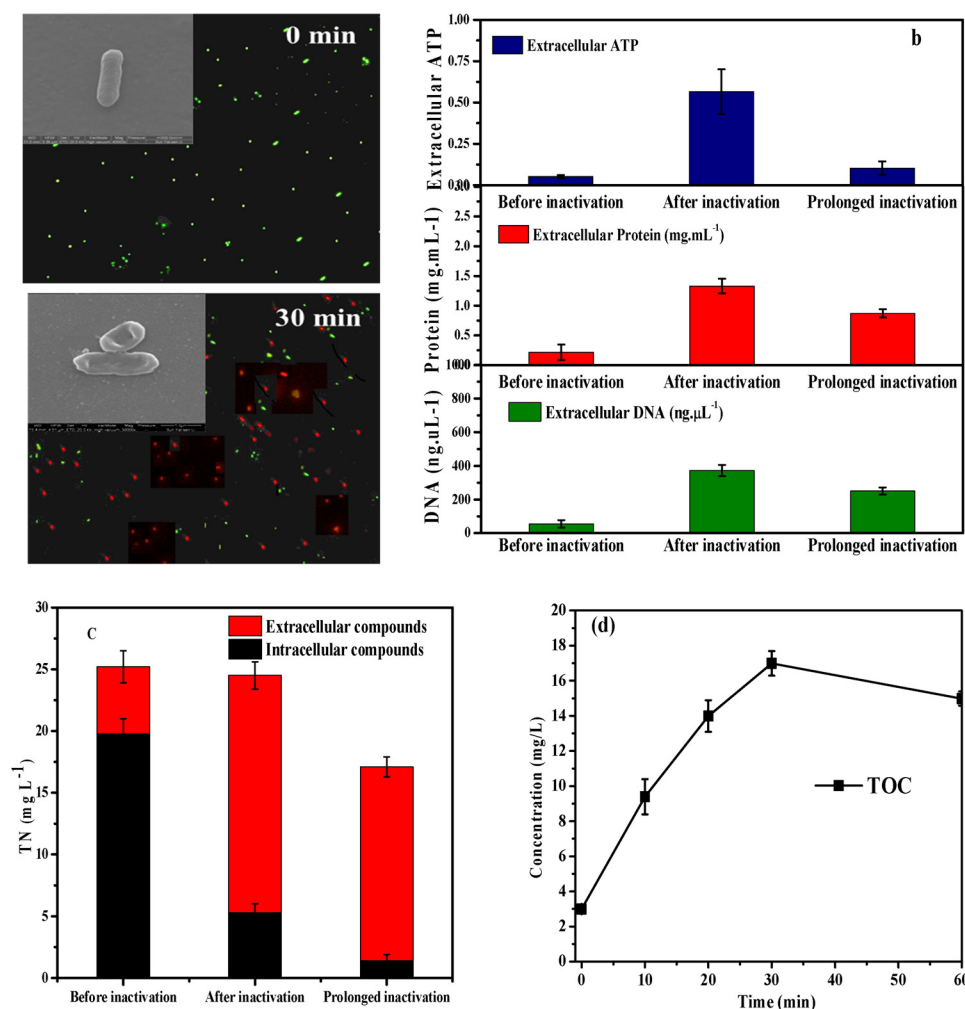 0 min
30 min
b
Extracellular ATP
Extracellular ATP
1.00
0.75
0.50
0.25
0.00
Before inactivation After inactivation Prolonged inactivation
Protein (mg.mL-1)
Extracellular Protein (mg.mL-1)
2.5
2.0
1.5
1.0
0.5
Before inactivation After inactivation Prolonged inactivation
DNA (ng.uL-1)
Extracellular DNA (ng.µL-1)
800
600
400
200
0
Before inactivation After inactivation Prolonged inactivation
C
Extracellular compounds
Intracellular compounds
TN (mg L-1)
30
25
20
15
10
5
0
Before inactivation After inactivation Prolonged inactivation
(d)
TOC
Concentration (mg/L)
20
18
16
14
12
10
8
6
4
2
0
0 10 20 30 40 50 60
Time (min)